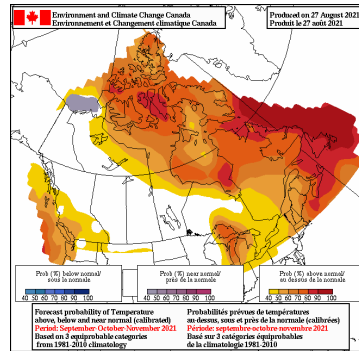 Environment and Climate Change Canada
Environnement et Changement climatique Canada
Produced on 27 August 2021
Produit le 27 août 2021
Prob (%) below normal/
sous la normale
40 50 60 70 80 90 100
Prob (%) near normal/
près de la normale
40 50 60 70 80 90 100
Prob (%) above normal/
au dessus de la normale
40 50 60 70 80 90 100
Forecast probability of Temperature
above, below and near normal (calibrated)
Period: September-October-November 2021
Based on 3 equiprobable categories
from 1981-2010 climatology
Probabilités prévues de températures
au dessus, sous et près de la normale (calibrées)
Période: septembre-octobre-novembre 2021
Basé sur 3 catégories équiprobables
de la climatologie 1981-2010